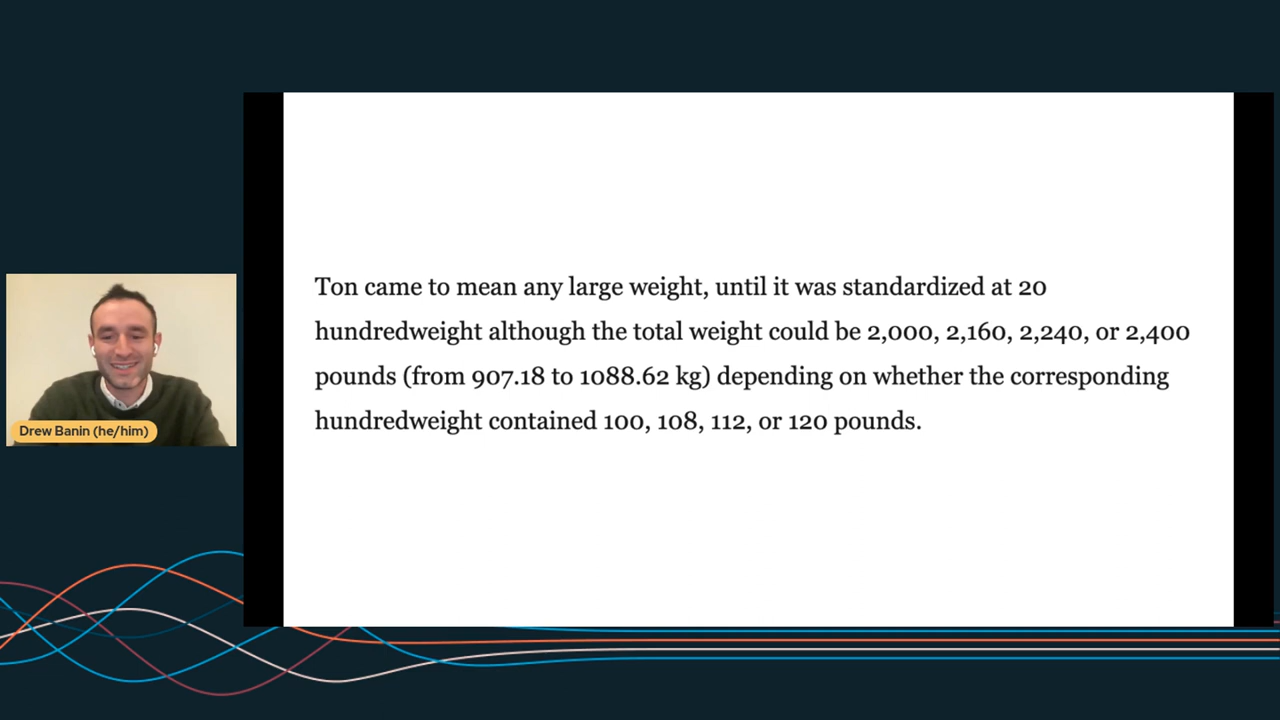 Ton came to mean any large weight, until it was standardized at 20
hundredweight although the total weight could be 2,000, 2,160, 2,240, or 2,400
pounds (from 907.18 to 1088.62 kg) depending on whether the corresponding
hundredweight contained 100, 108, 112, or 120 pounds.
Drew Banin (he/him)